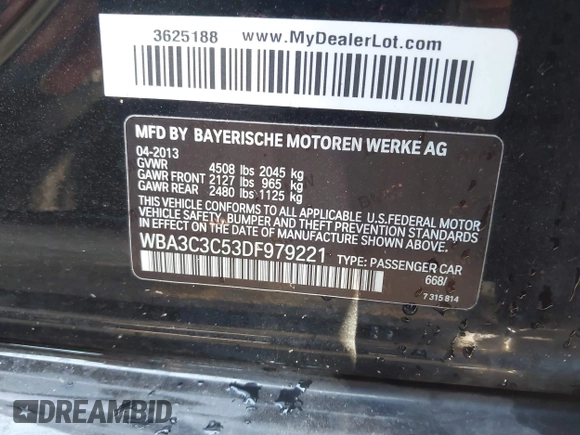 3625188 www.MyDealerLot.com
MFD BY BAYERISCHE MOTOREN WERKE AG
04-2013
GVWR 4508 lbs 2045 kg
GAWR FRONT 2127 lbs 965 kg
GAWR REAR 2480 lbs 1125 kg
THIS VEHICLE CONFORMS TO ALL APPLICABLE U.S.FEDERAL MOTOR
VEHICLE SAFETY, BUMPER AND THEFT PREVENTION STANDARDS
IN EFFECT ON THE DATE OF MANUFACTURE SHOWN ABOVE.
WBA3C3C53DF979221 TYPE: PASSENGER CAR
668/
7 315 814
DREAMBID